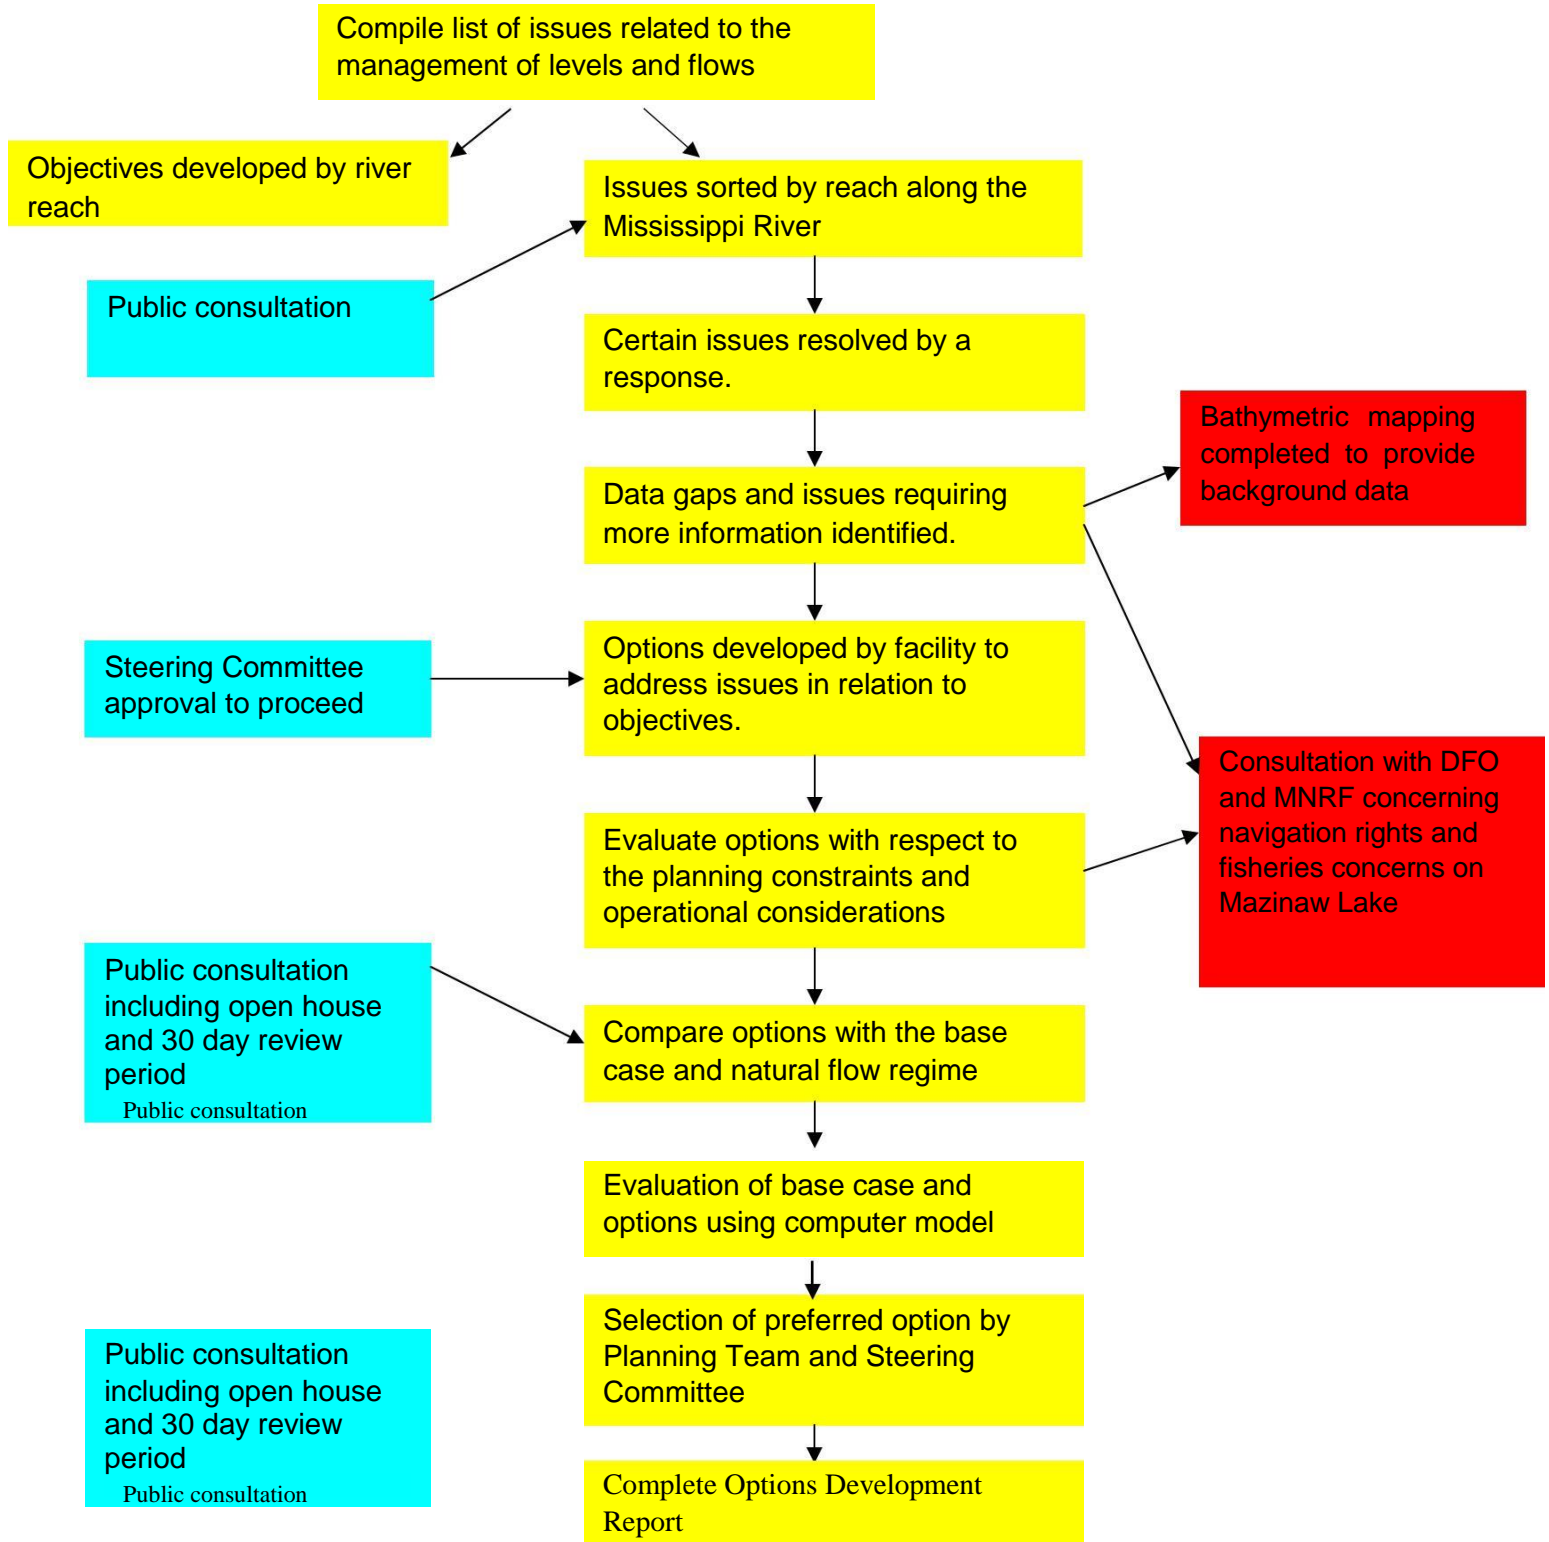 Compile list of issues related to the
management of levels and flows
Objectives developed by river
reach
Issues sorted by reach along the
Mississippi River
Public consultation
Certain issues resolved by a
response.
Bathymetric mapping
completed to provide
background data
Data gaps and issues requiring
more information identified.
Steering Committee
approval to proceed
Options developed by facility to
address issues in relation to
objectives.
Consultation with DFO
and MNRF concerning
navigation rights and
fisheries concerns on
Mazinaw Lake
Evaluate options with respect to
the planning constraints and
operational considerations
Public consultation
including open house
and 30 day review
period
Public consultation
Compare options with the base
case and natural flow regime
Evaluation of base case and
options using computer model
Selection of preferred option by
Planning Team and Steering
Committee
Public consultation
including open house
and 30 day review
period
Public consultation
Complete Options Development
Report